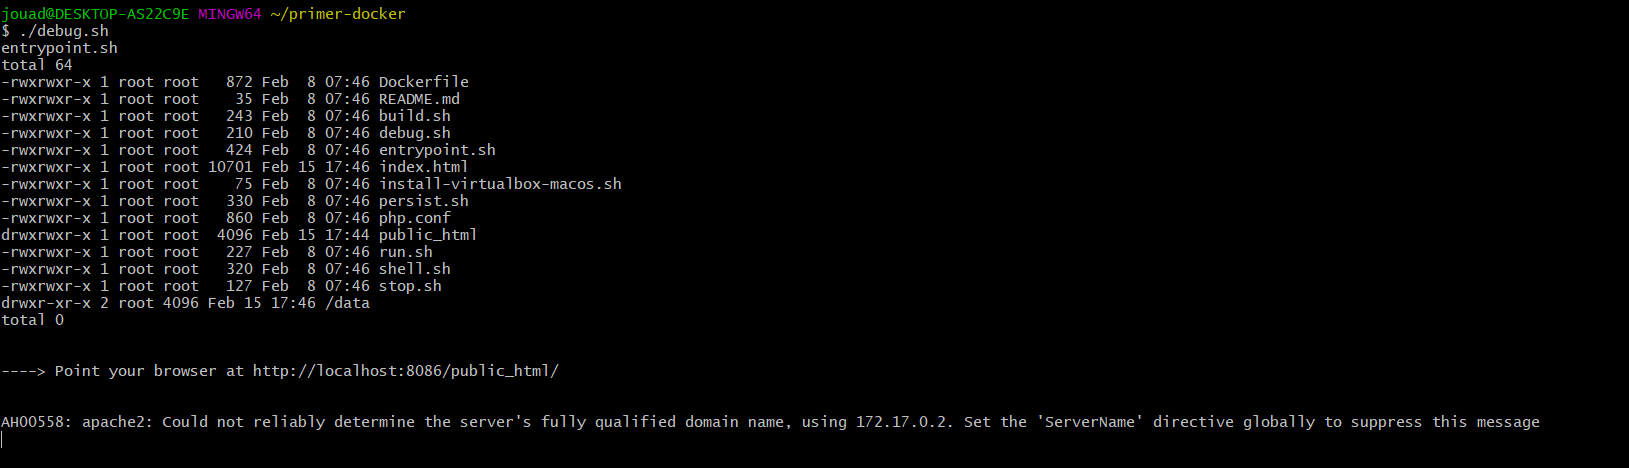 jouad@DESKTOP-AS22C9E MINGW64 ~/primer-docker
$ ./debug.sh
entrypoint.sh
total 64
-rwxrwxr-x 1 root root   872 Feb  8 07:46 Dockerfile
-rwxrwxr-x 1 root root    35 Feb  8 07:46 README.md
-rwxrwxr-x 1 root root   243 Feb  8 07:46 build.sh
-rwxrwxr-x 1 root root   210 Feb  8 07:46 debug.sh
-rwxrwxr-x 1 root root   424 Feb  8 07:46 entrypoint.sh
-rwxrwxr-x 1 root root 10701 Feb 15 17:46 index.html
-rwxrwxr-x 1 root root    75 Feb  8 07:46 install-virtualbox-macos.sh
-rwxrwxr-x 1 root root   330 Feb  8 07:46 persist.sh
-rwxrwxr-x 1 root root   860 Feb  8 07:46 php.conf
drwxrwxr-x 1 root root  4096 Feb 15 17:44 public_html
-rwxrwxr-x 1 root root   227 Feb  8 07:46 run.sh
-rwxrwxr-x 1 root root   320 Feb  8 07:46 shell.sh
-rwxrwxr-x 1 root root   127 Feb  8 07:46 stop.sh
drwxr-xr-x 2 root 4096 Feb 15 17:46 /data
total 0
----> Point your browser at http://localhost:8086/public_html/
AH00558: apache2: Could not reliably determine the server's fully qualified domain name, using 172.17.0.2. Set the 'ServerName' directive globally to suppress this message